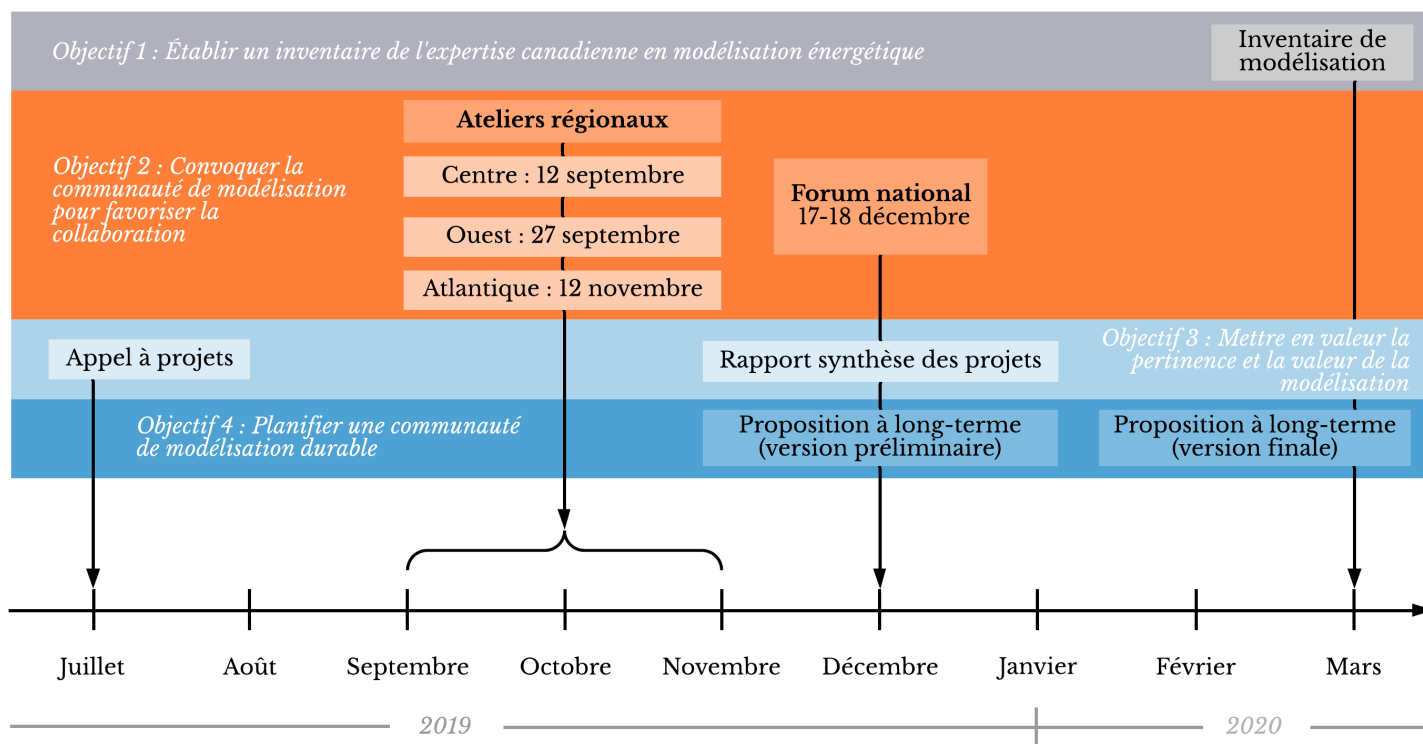 Objectif 1 : Établir un inventaire de l'expertise canadienne en modélisation énergétique
Inventaire de
modélisation
Objectif 2 : Convoquer la
communauté de modélisation
pour favoriser la
collaboration
Ateliers régionaux
Centre : 12 septembre
Ouest : 27 septembre
Atlantique : 12 novembre
Forum national
17-18 décembre
Appel à projets
Rapport synthèse des projets
Objectif 3 : Mettre en valeur la
pertinence et la valeur de la
modélisation
Objectif 4 : Planifier une communauté
de modélisation durable
Proposition à long-terme
(version préliminaire)
Proposition à long-terme
(version finale)
Juillet
Août
Septembre
Octobre
Novembre
Décembre
Janvier
Février
Mars
2019
2020